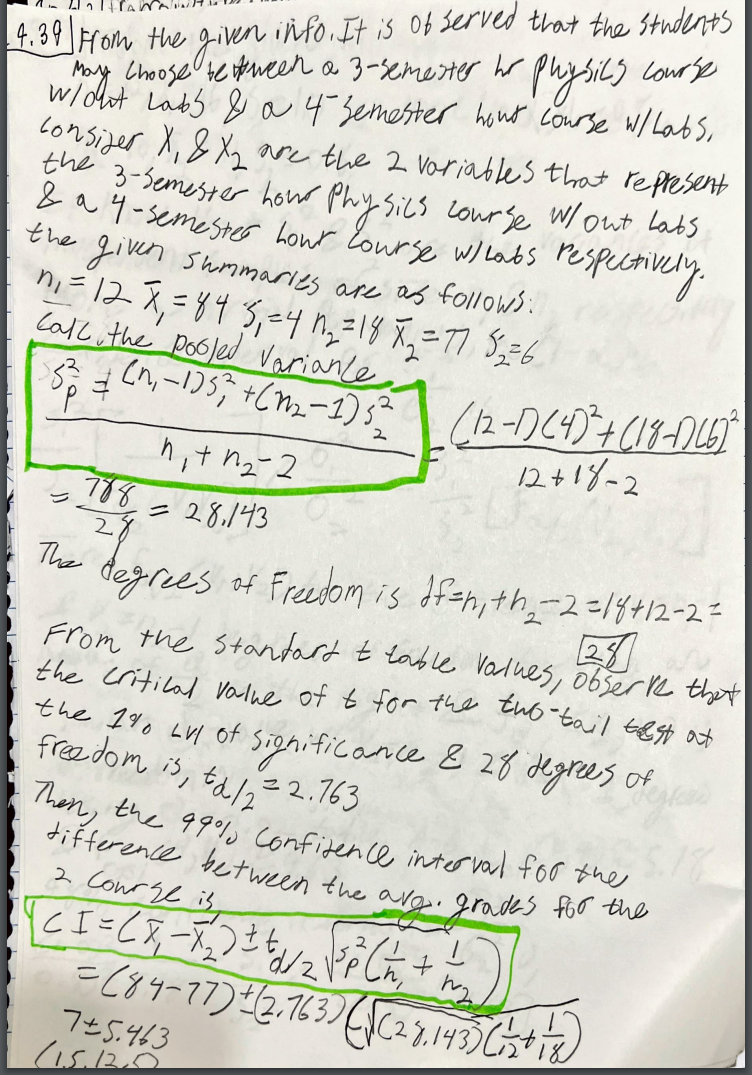 4.39 From the given info. It is observed that the students
may choose between a 3-semester hr physics course
w/out Labs & a 4-semester hour course w/Labs.
Consider X₁ & X₂ are the 2 variables that represent
the 3-semester hour physics course w/out Labs
& a 4-semester hour course w/Labs respectively.
the given summaries are as follows:
n₁=12 x̄₁=84 s₁=4 n₂=18 x̄₂=77 s₂=6
Calc. the pooled variance
s²p = (n₁-1)s₁²+(n₂-1)s₂² / n₁+n₂-2 = (12-1)(4)²+(18-1)(6)² / 12+18-2
= 788/28 = 28.143
The degrees of Freedom is df=n₁+n₂-2=18+12-2=
28
From the standard t table values, observe that
the critical value of t for the two-tail test at
the 1% Lvl of significance & 28 degrees of
freedom is, tα/2=2.763
Then, the 99% confidence interval for the
difference between the avg. grades for the
2 course is,
CI=(x̄₁-x̄₂)±tα/2 √s²p(1/n₁+1/n₂)
=(84-77)±(2.763)(√(28.143)(1/12+1/18)
7±5.463
(1.5,12.5)